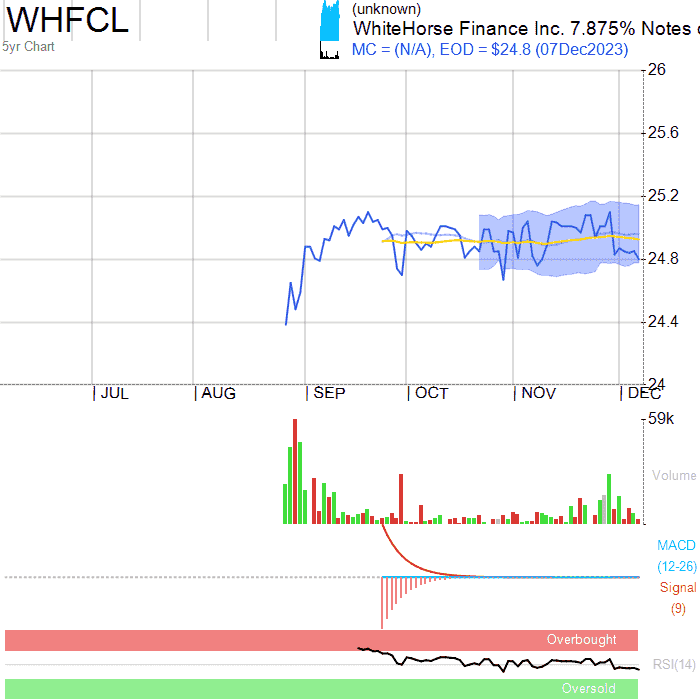 WHFCL
5yr Chart
(unknown)
WhiteHorse Finance Inc. 7.875% Notes
MC = (N/A), EOD = $24.8 (07Dec2023)
26
25.6
25.2
24.8
24.4
24
JUL AUG SEP OCT NOV DEC
59k
Volume
MACD
(12-26)
Signal
(9)
Overbought
RSI(14)
Oversold